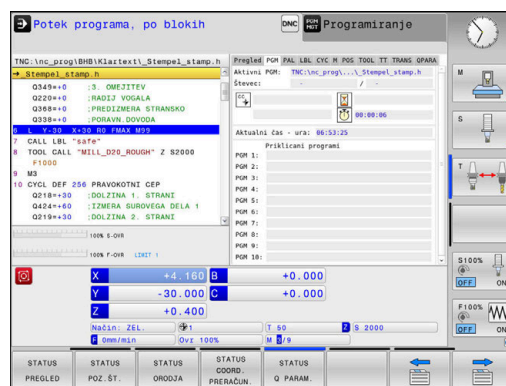 Potek programa, po blokih
DNC
PGM MGT
Programiranje
TNC:\nc_prog\BHB\Klartext\_Stempel_stamp.h
→_Stempel_stamp.h
Q349=+0 ;3. OMEJITEV
Q220=+0 ;RADIJ VOGALA
Q368=+0 ;PREDIZMERA STRANSKO
Q338=+0 ;PORAVN.DOVODA
6 L Y-30 X+30 R0 FMAX M99
7 CALL LBL "safe"
8 TOOL CALL "MILL_D20_ROUGH" Z S2000
F1000
9 M3
10 CYCL DEF 256 PRAVOKOTNI CEP
Q218=+30 ;DOLZINA 1. STRANI
Q424=+60 ;IZMERA SUROVEGA DELA 1
Q219=+30 ;DOLZINA 2. STRANI
100% S-OVR
100% F-OVR LIMIT 1
Pregled PGM PAL LBL CYC M POS TOOL TT TRANS QPARA
Aktivni PGM: TNC:\nc_prog\...\_Stempel_stamp.h
Števec: - / -
CC
00:00:06
Aktualni čas - ura: 06:53:25
Priklicani programi
PGM 1:
PGM 2:
PGM 3:
PGM 4:
PGM 5:
PGM 6:
PGM 7:
PGM 8:
PGM 9:
PGM 10:
X +4.160 B +0.000
Y -30.000 C +0.000
Z +0.400
Način: ŽEL. 1 T 50 Z S 2000
F 0mm/min Ovr 100% M 3/9
M
S
T
S100%
OFF ON
F100%
OFF ON
STATUS PREGLED
STATUS POZ.ŠT.
STATUS ORODJA
STATUS COORD. PRERAČUN.
STATUS Q PARAM.